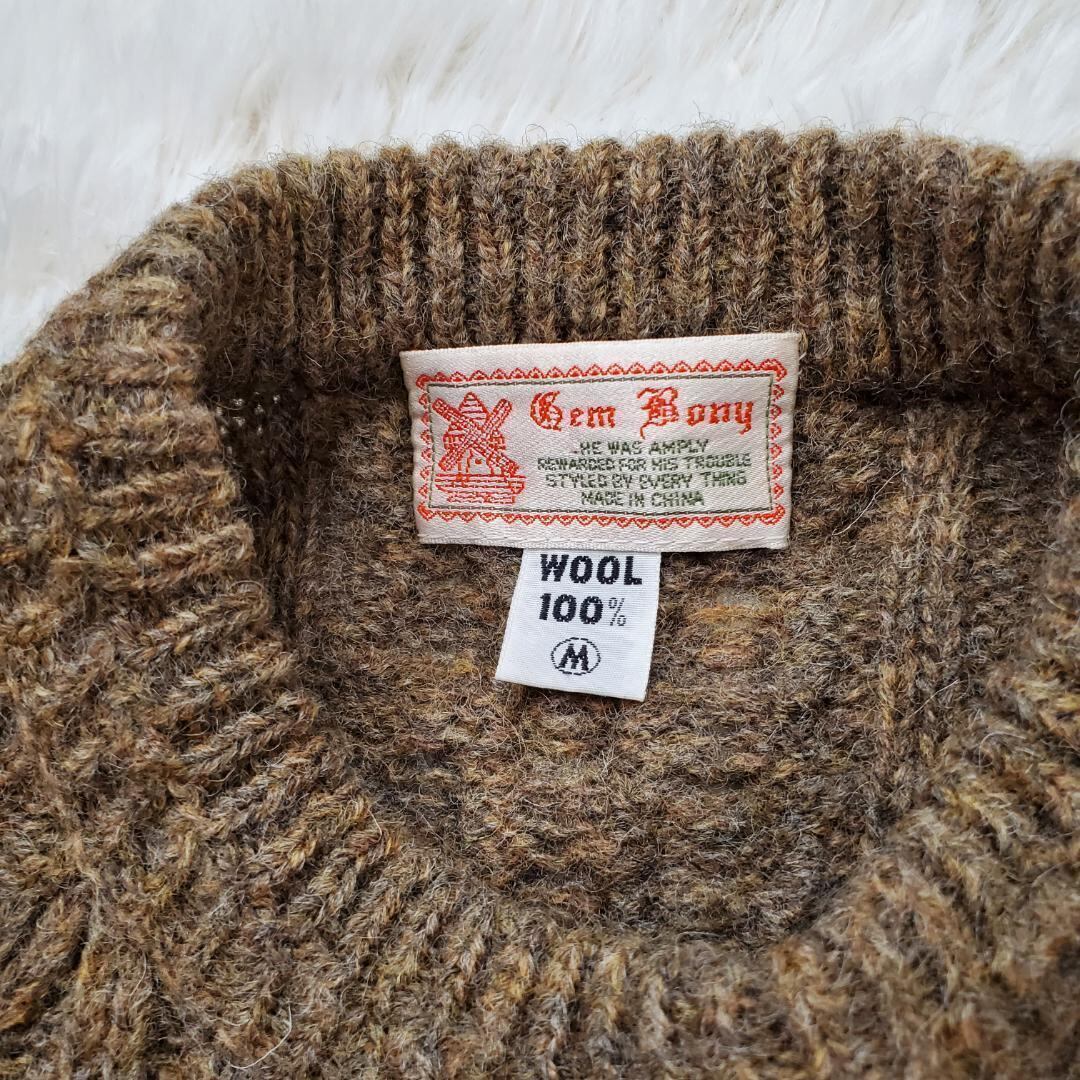 Gem Bony
HE WAS AMPLY
REWARDED FOR HIS TROUBLE
STYLED BY EVERY THING
MADE IN CHINA
WOOL
100%
M